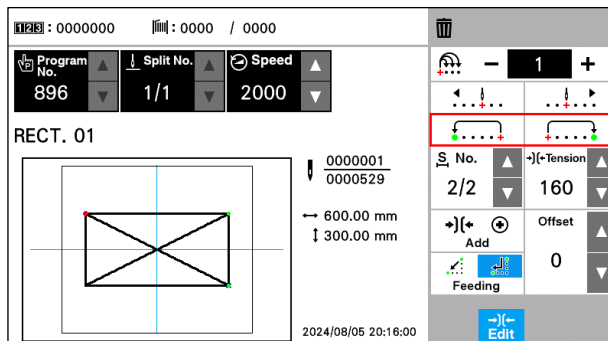 123 : 0000000 : 0000 / 0000
Program No. Split No. Speed
896 1/1 2000
RECT. 01
0000001
0000529
600.00 mm
300.00 mm
2024/08/05 20:16:00
1
S No. Tension
2/2 160
Add
Offset
0
Feeding
Edit